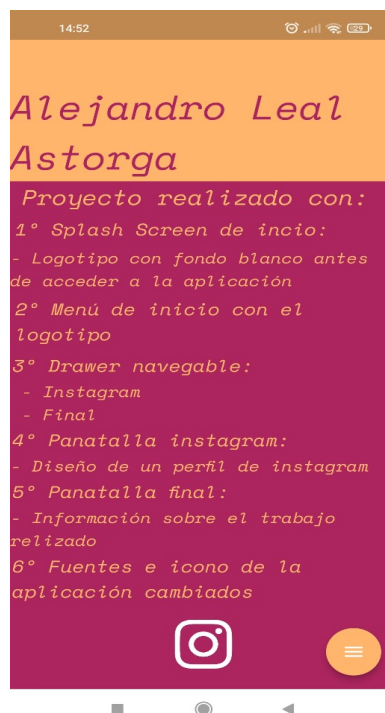 14:52
29
Alejandro Leal
Astorga
Proyecto realizado con:
1º Splash Screen de incio:
- Logotipo con fondo blanco antes
de acceder a la aplicación
2º Menú de inicio con el
logotipo
3º Drawer navegable:
- Instagram
- Final
4º Panatalla instagram:
- Diseño de un perfil de instagram
5º Panatalla final:
- Información sobre el trabajo
relizado
6º Fuentes e icono de la
aplicación cambiados